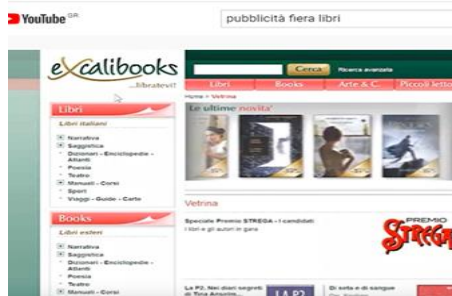 YouTube GR
pubblicità fiera libri
excalibooks
...libratevi!
Cerca
Ricerca avanzata
Libri
Books
Arte & C.
Piccoli letto
Home > Vetrina
Libri
Libri italiani
Narrativa
Saggistica
Dizionari - Enciclopedie -
Atlanti
Poesia
Teatro
Manuali - Corsi
Sport
Viaggi - Guide - Carte
Books
Libri esteri
Narrativa
Saggistica
Dizionari - Enciclopedie -
Atlanti
Poesia
Teatro
Manuali - Corsi
Le ultime novita'
Vetrina
Speciale Premio STREGA - I candidati
I libri e gli autori in gara
PREMIO
STREGA
La P2. Nei diari segreti
di Tina Anselmi
LA P2
Di seta e di sangue